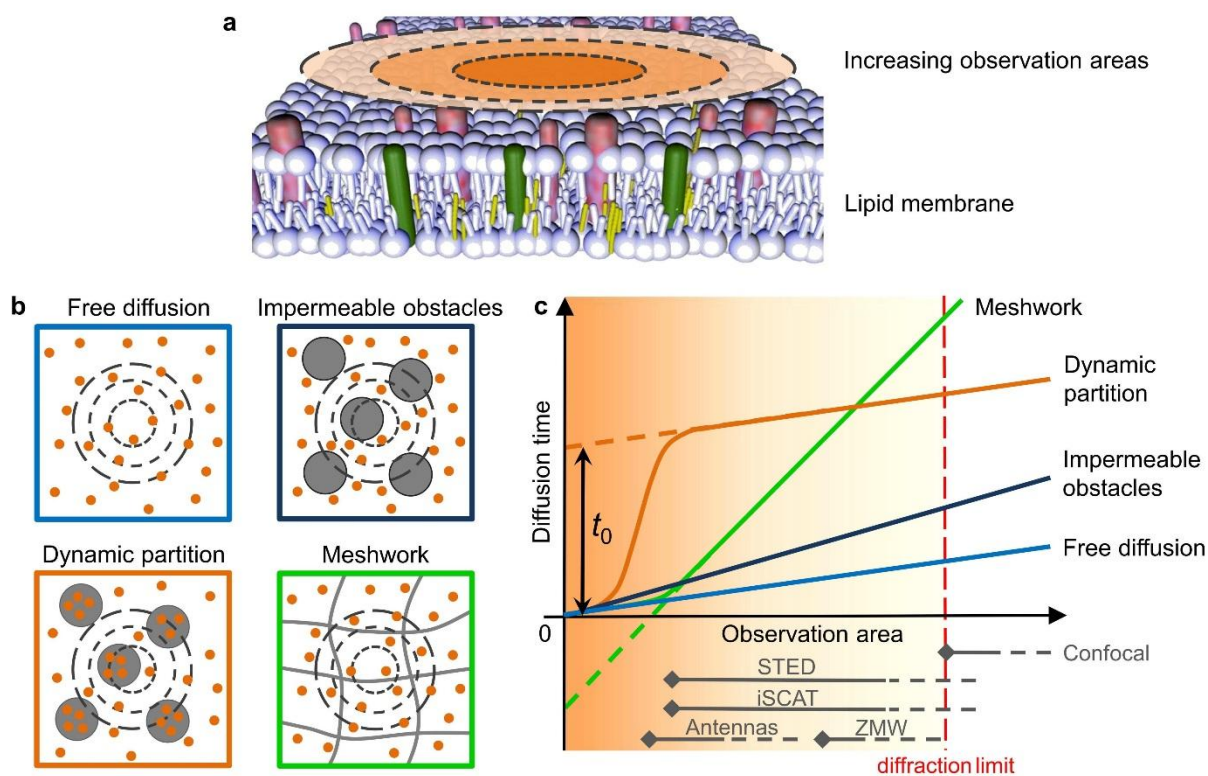 a
Increasing observation areas
Lipid membrane
b
Free diffusion
Impermeable obstacles
Dynamic partition
Meshwork
c
Diffusion time
t0
0
Observation area
Meshwork
Dynamic
partition
Impermeable
obstacles
Free diffusion
Confocal
STED
iSCAT
Antennas
ZMW
diffraction limit